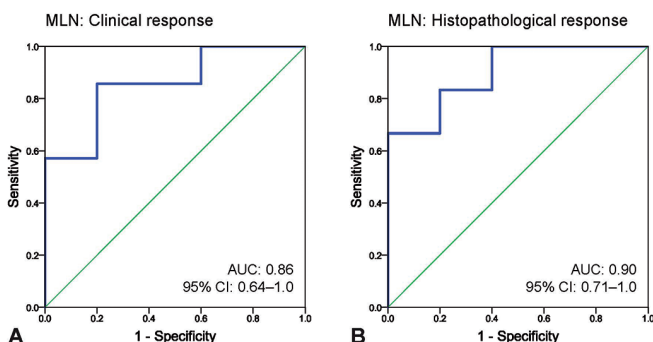 MLN: Clinical response
1.0
0.8
0.6
0.4
0.2
0.0
Sensitivity
AUC: 0.86
95% CI: 0.64–1.0
0.0 0.2 0.4 0.6 0.8 1.0
1 - Specificity
A
MLN: Histopathological response
1.0
0.8
0.6
0.4
0.2
0.0
Sensitivity
AUC: 0.90
95% CI: 0.71–1.0
0.0 0.2 0.4 0.6 0.8 1.0
1 - Specificity
B